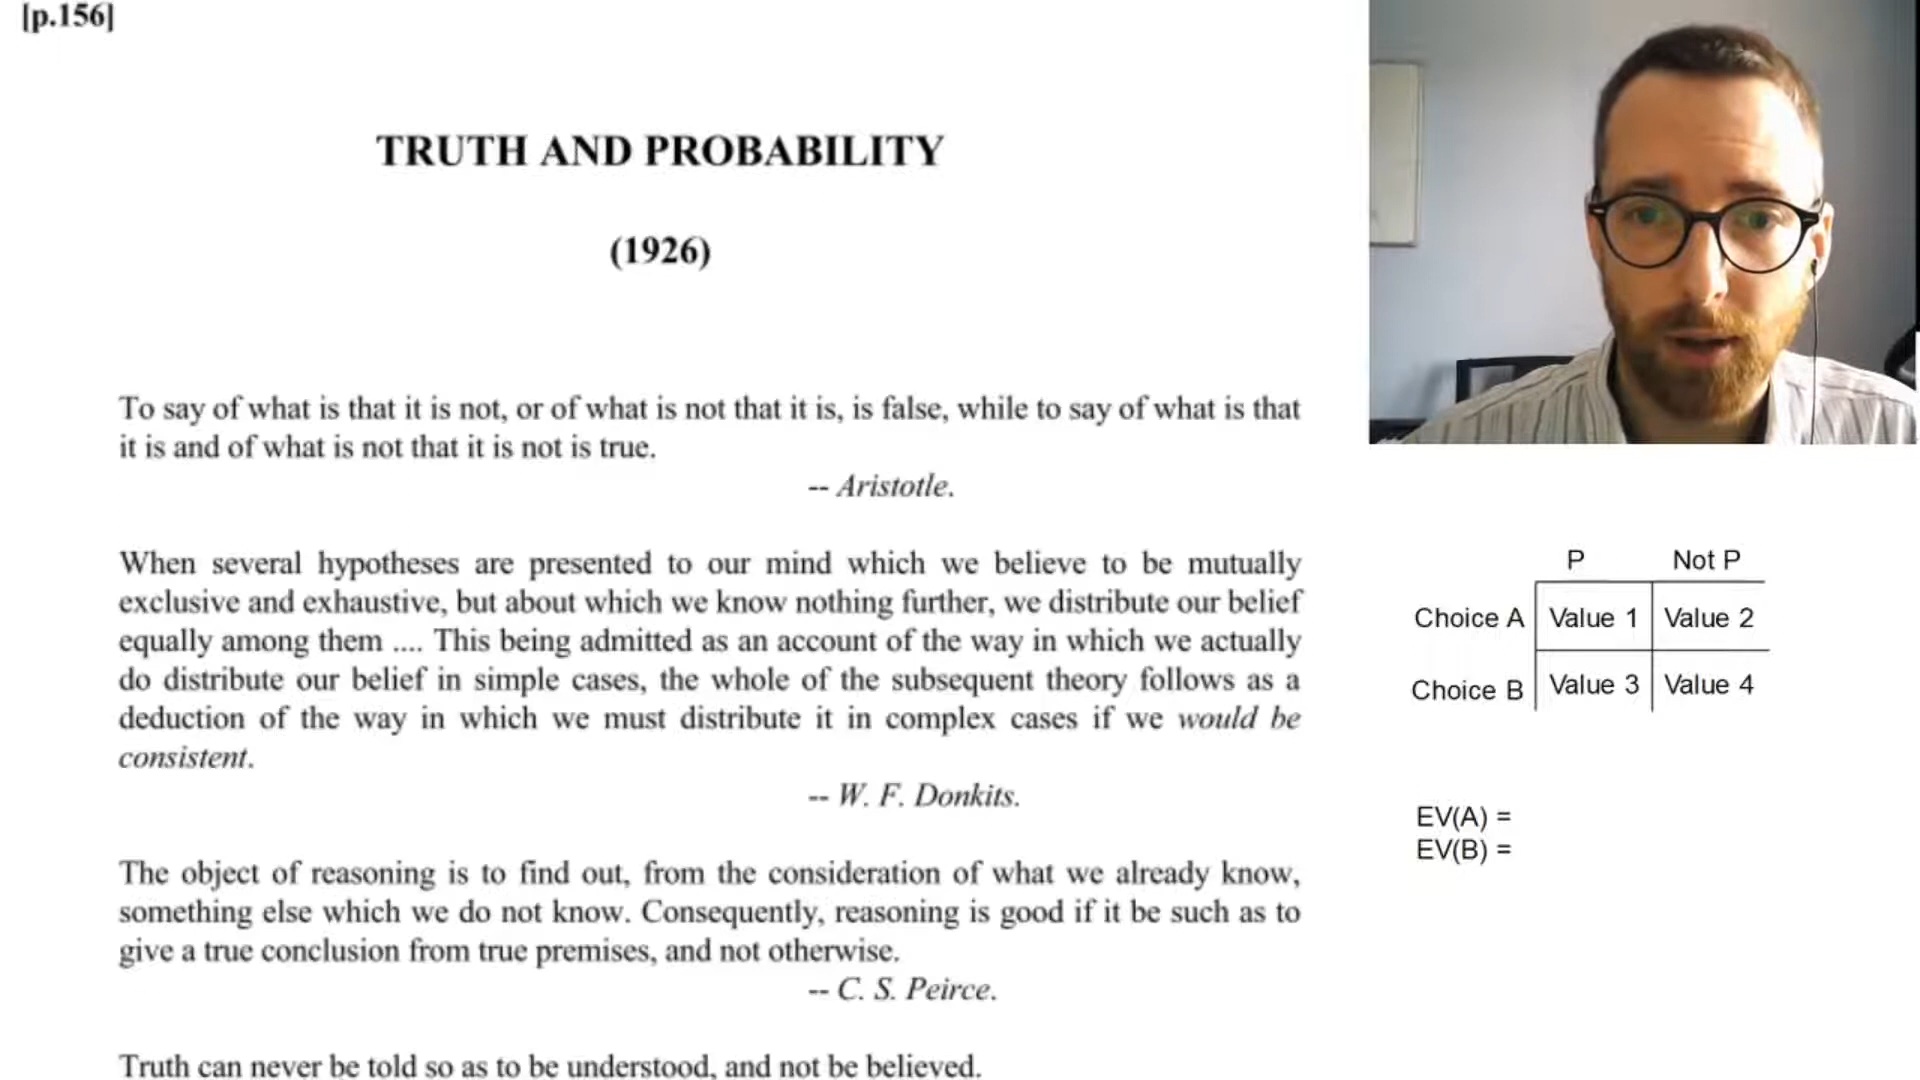 [p.156]
TRUTH AND PROBABILITY
(1926)
To say of what is that it is not, or of what is not that it is, is false, while to say of what is that
it is and of what is not that it is not is true.
-- Aristotle.
When several hypotheses are presented to our mind which we believe to be mutually
exclusive and exhaustive, but about which we know nothing further, we distribute our belief
equally among them .... This being admitted as an account of the way in which we actually
do distribute our belief in simple cases, the whole of the subsequent theory follows as a
deduction of the way in which we must distribute it in complex cases if we would be
consistent.
-- W. F. Donkits.
The object of reasoning is to find out, from the consideration of what we already know,
something else which we do not know. Consequently, reasoning is good if it be such as to
give a true conclusion from true premises, and not otherwise.
-- C. S. Peirce.
Truth can never be told so as to be understood, and not be believed.
P Not P
Choice A Value 1 Value 2
Choice B Value 3 Value 4
EV(A) =
EV(B) =